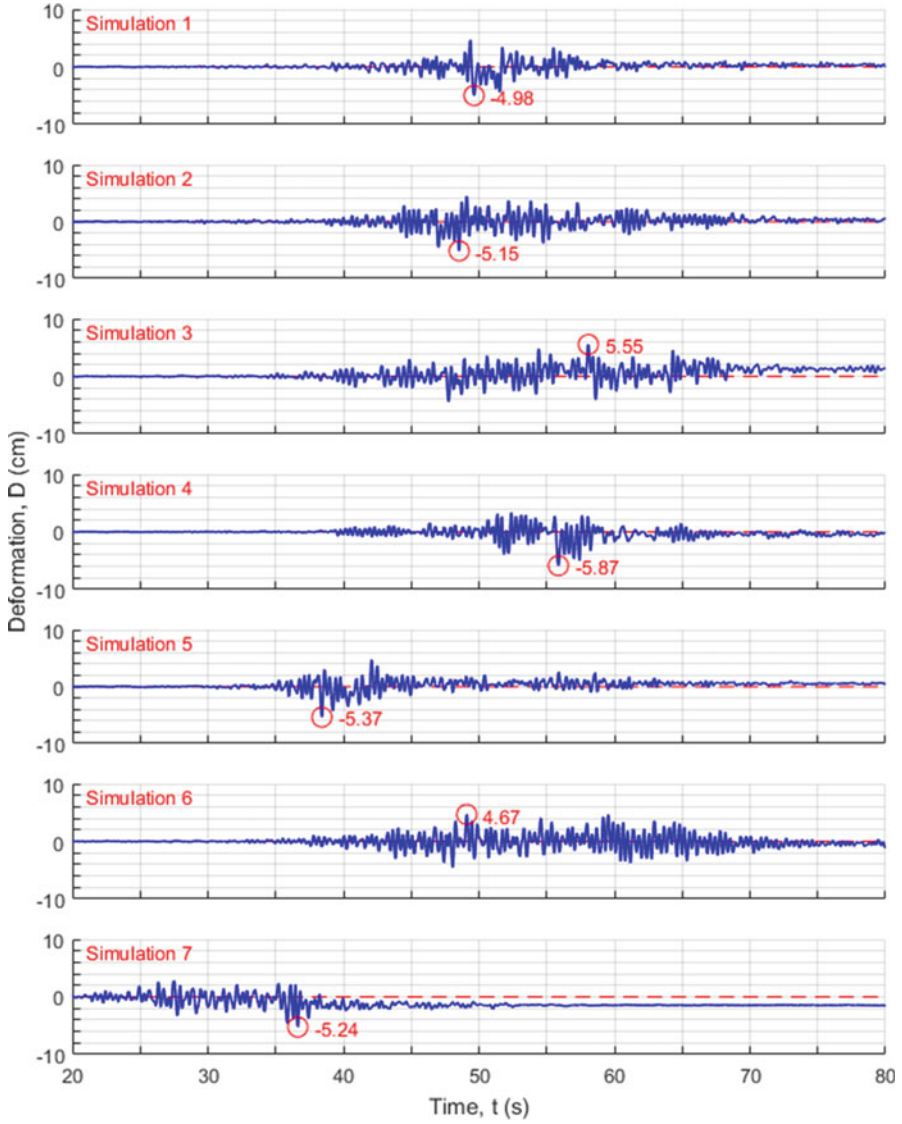 Deformation, D (cm)
10
0
-10
Simulation 1
-4.98
10
0
-10
Simulation 2
-5.15
10
0
-10
Simulation 3
5.55
10
0
-10
Simulation 4
-5.87
10
0
-10
Simulation 5
-5.37
10
0
-10
Simulation 6
4.67
10
0
-10
Simulation 7
-5.24
20 30 40 50 60 70 80
Time, t (s)